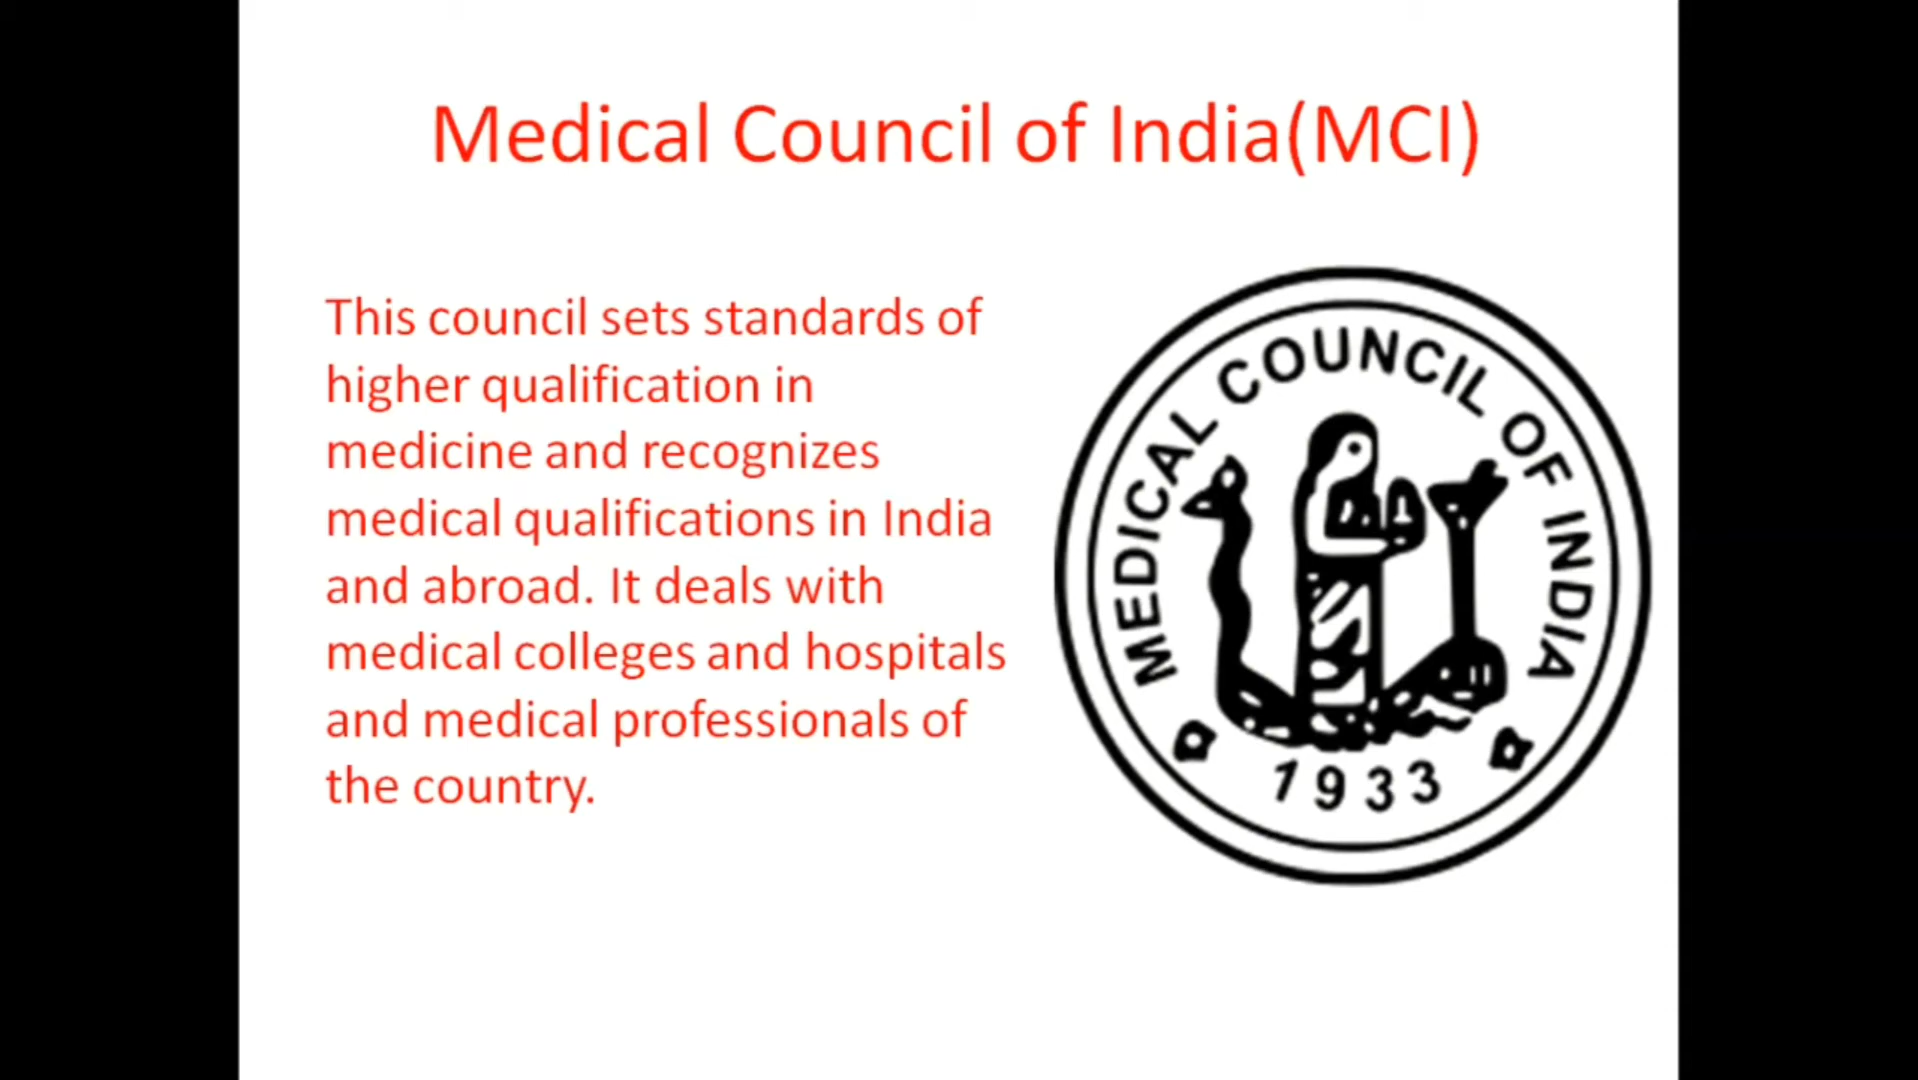 Medical Council of India(MCI)
This council sets standards of
higher qualification in
medicine and recognizes
medical qualifications in India
and abroad. It deals with
medical colleges and hospitals
and medical professionals of
the country.
MEDICAL COUNCIL OF INDIA
1933